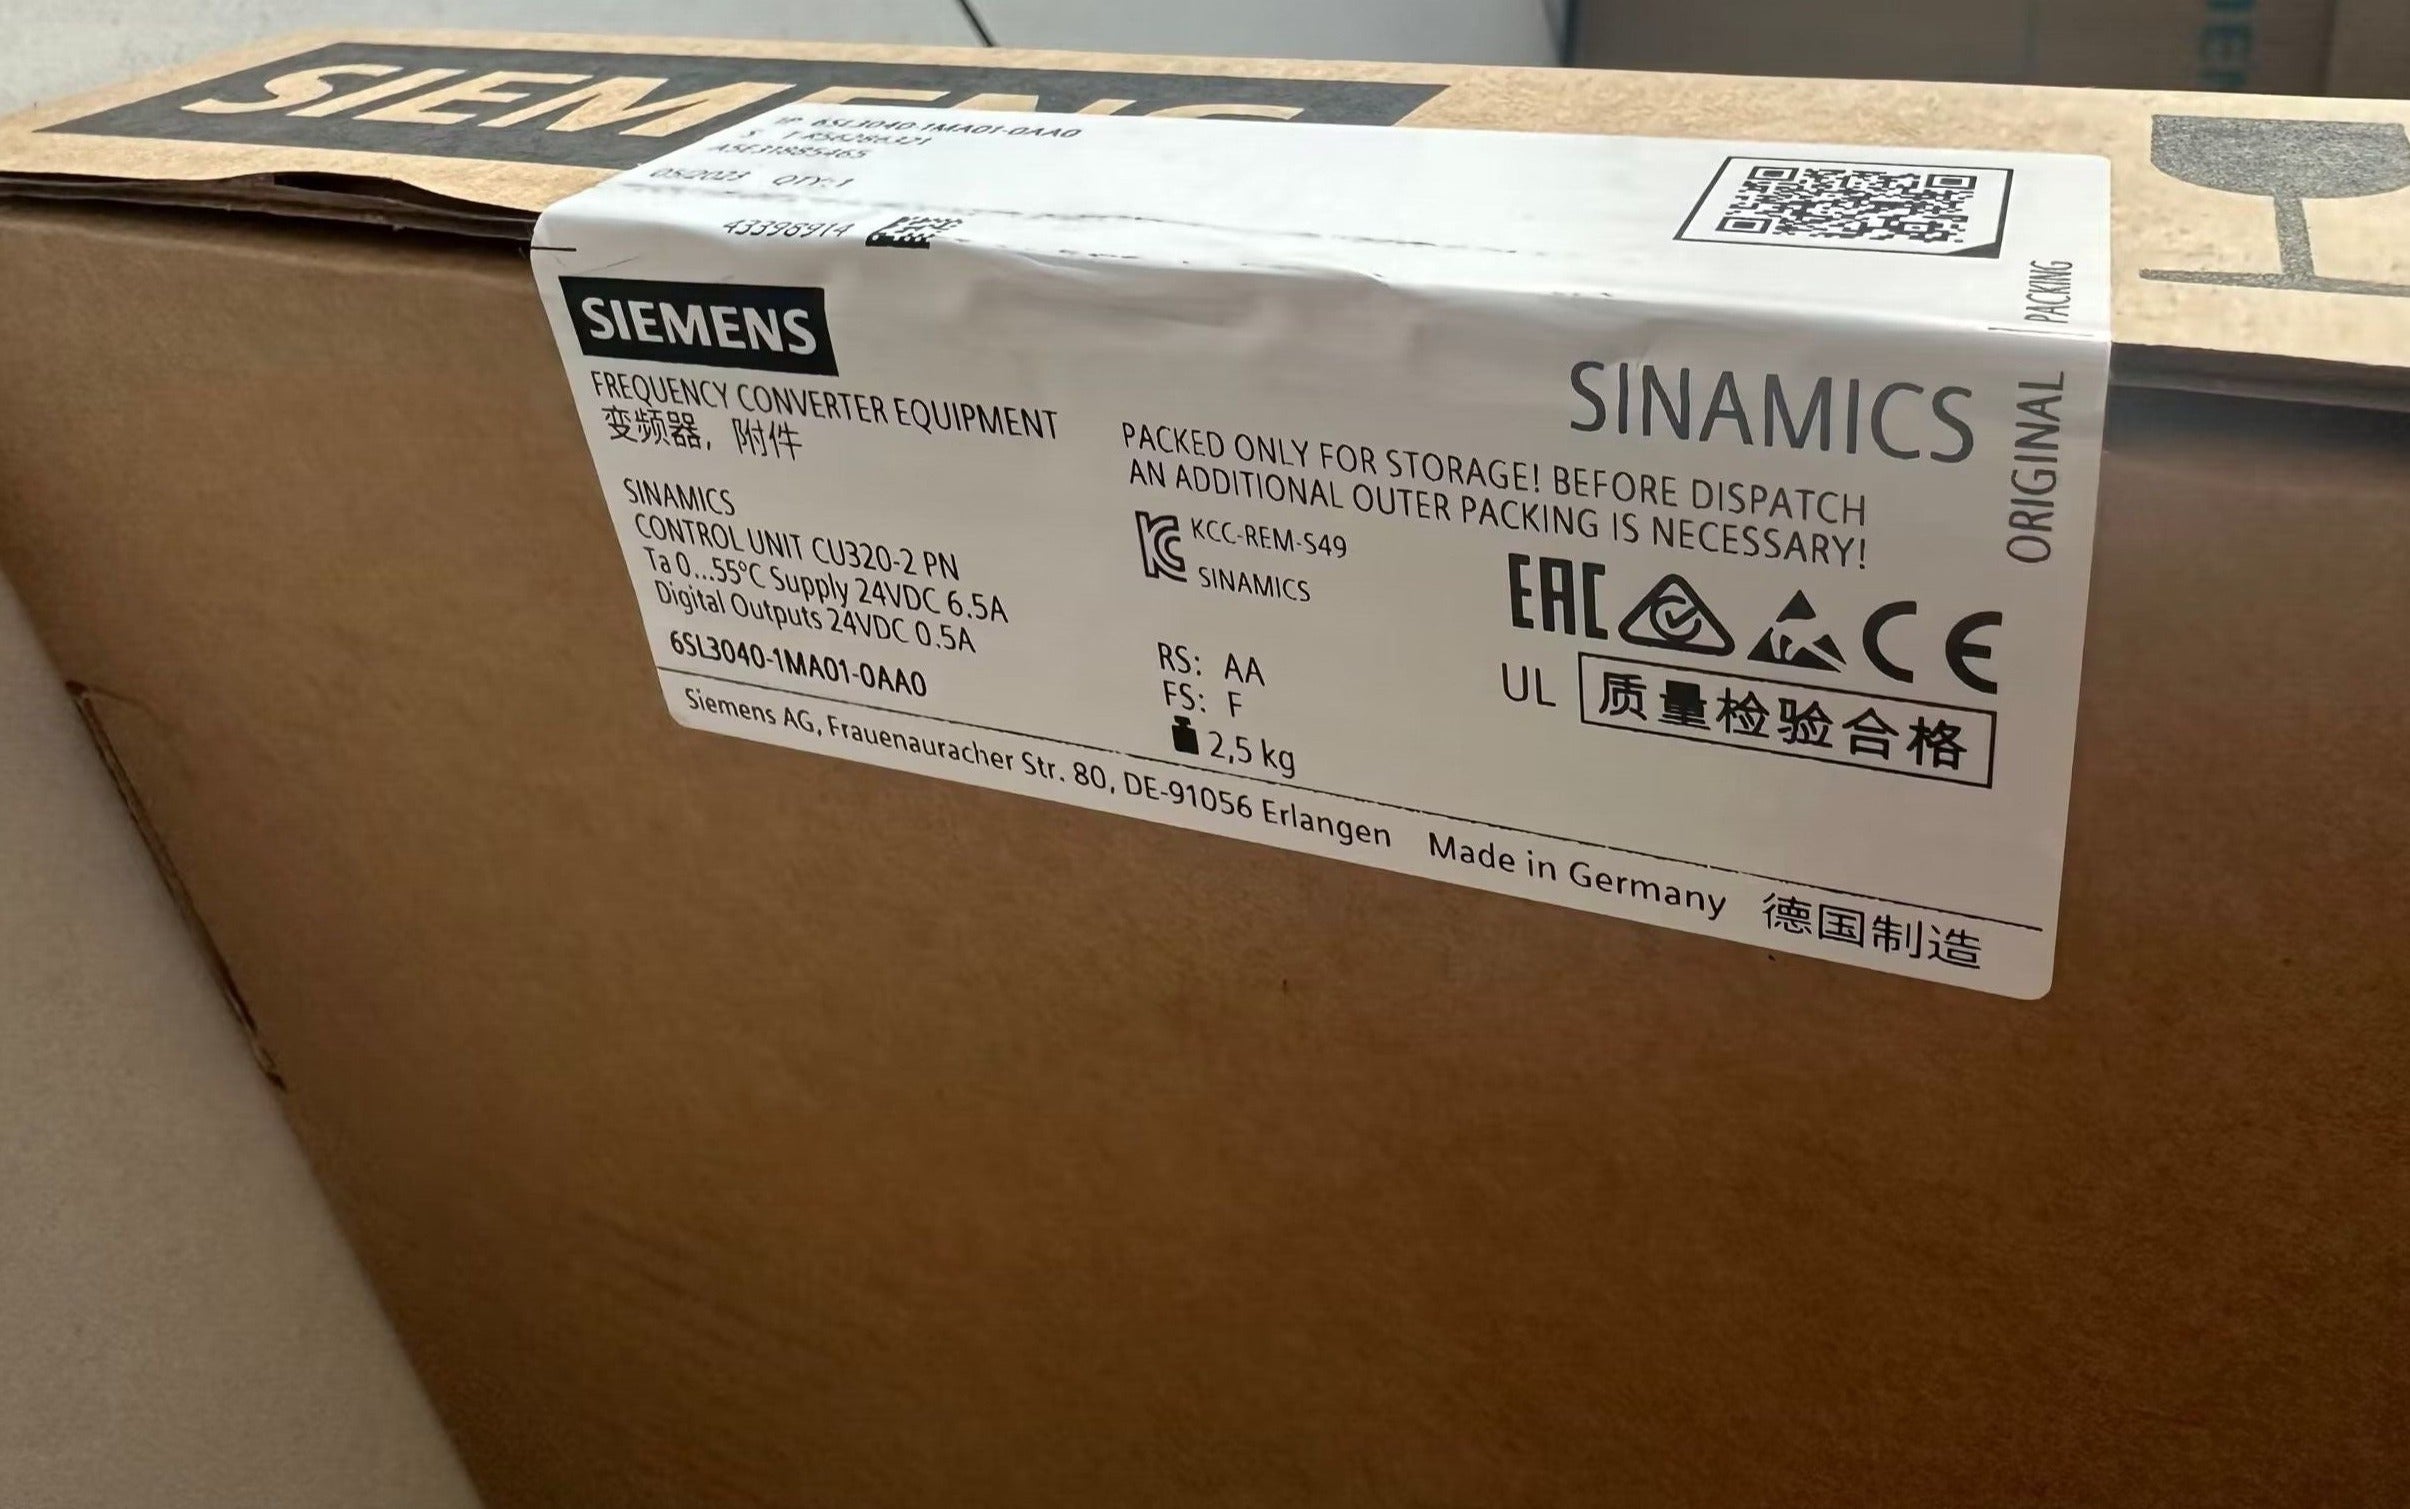 SIEMENS
1P 6SL3040-1MA01-0AA0
05/2023 QTY:1
43396914
PACKING
ORIGINAL
SIEMENS
FREQUENCY CONVERTER EQUIPMENT
变频器, 附件
SINAMICS
CONTROL UNIT CU320-2 PN
Ta 0...55°C Supply 24VDC 6.5A
Digital Outputs 24VDC 0.5A
6SL3040-1MA01-0AA0
SINAMICS
PACKED ONLY FOR STORAGE! BEFORE DISPATCH
AN ADDITIONAL OUTER PACKING IS NECESSARY!
KCC-REM-S49
SINAMICS
EAC CE
RS: AA
FS: F
2,5 kg
UL 质量检验合格
Siemens AG, Frauenauracher Str. 80, DE-91056 Erlangen Made in Germany 德国制造